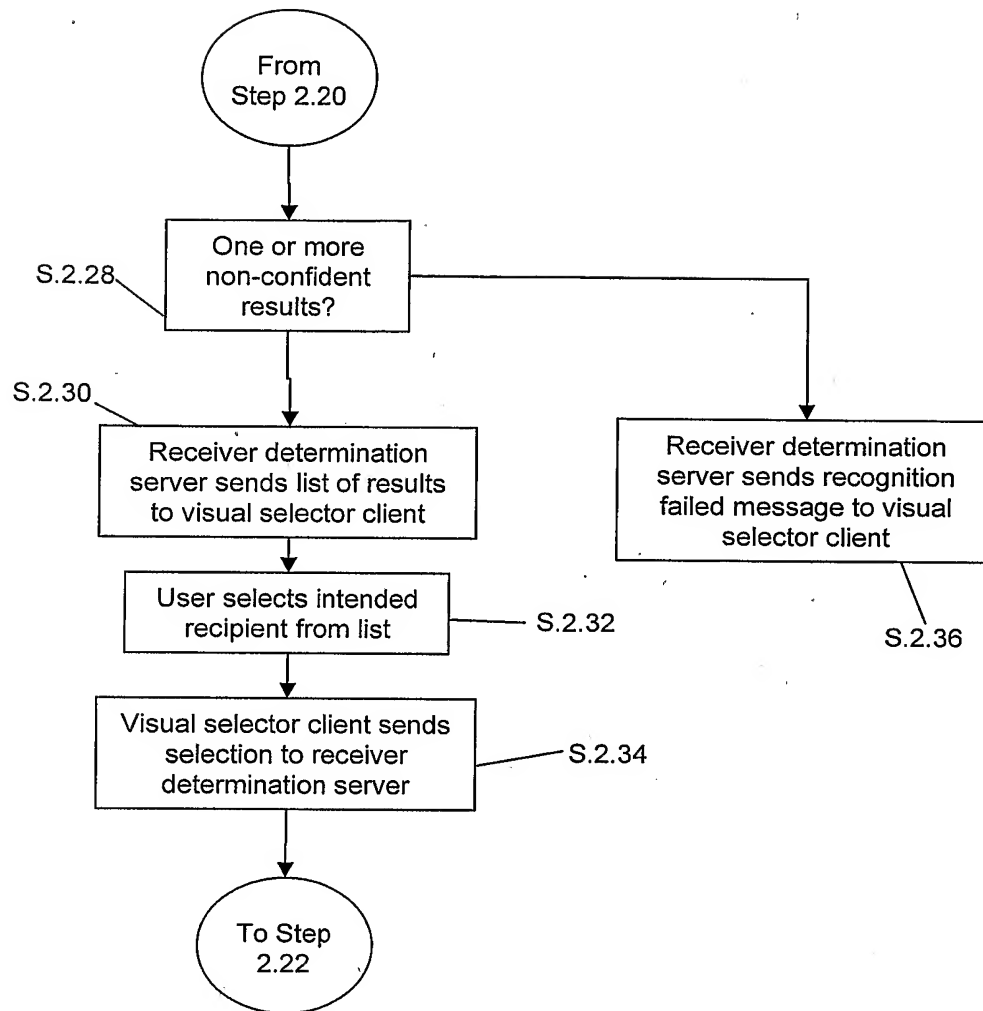 From
Step 2.20
One or more
non-confident
results?
S.2.28
S.2.30
Receiver determination
server sends list of results
to visual selector client
Receiver determination
server sends recognition
failed message to visual
selector client
User selects intended
recipient from list
S.2.32
S.2.36
Visual selector client sends
selection to receiver
determination server
S.2.34
To Step
2.22